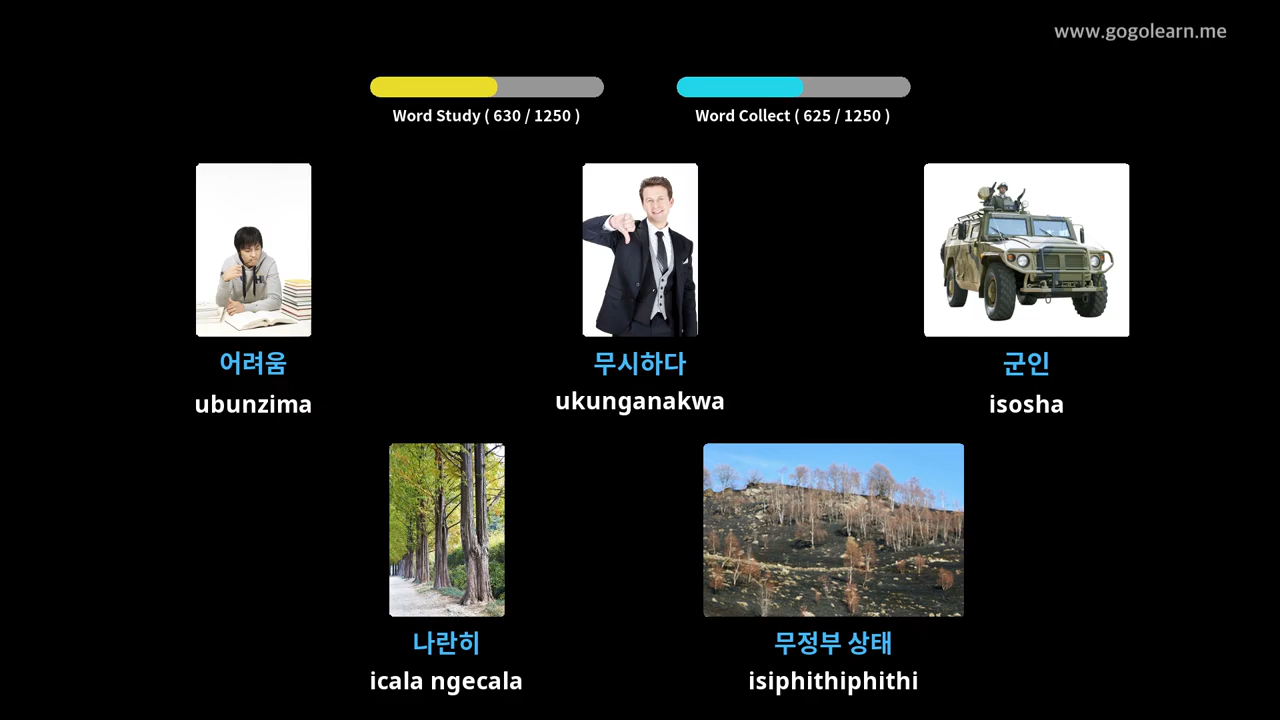 www.gogolearn.me
Word Study ( 630 / 1250 )
Word Collect ( 625 / 1250 )
어려움
ubunzima
무시하다
ukunganakwa
군인
isosha
나란히
icala ngecala
무정부 상태
isiphithiphithi